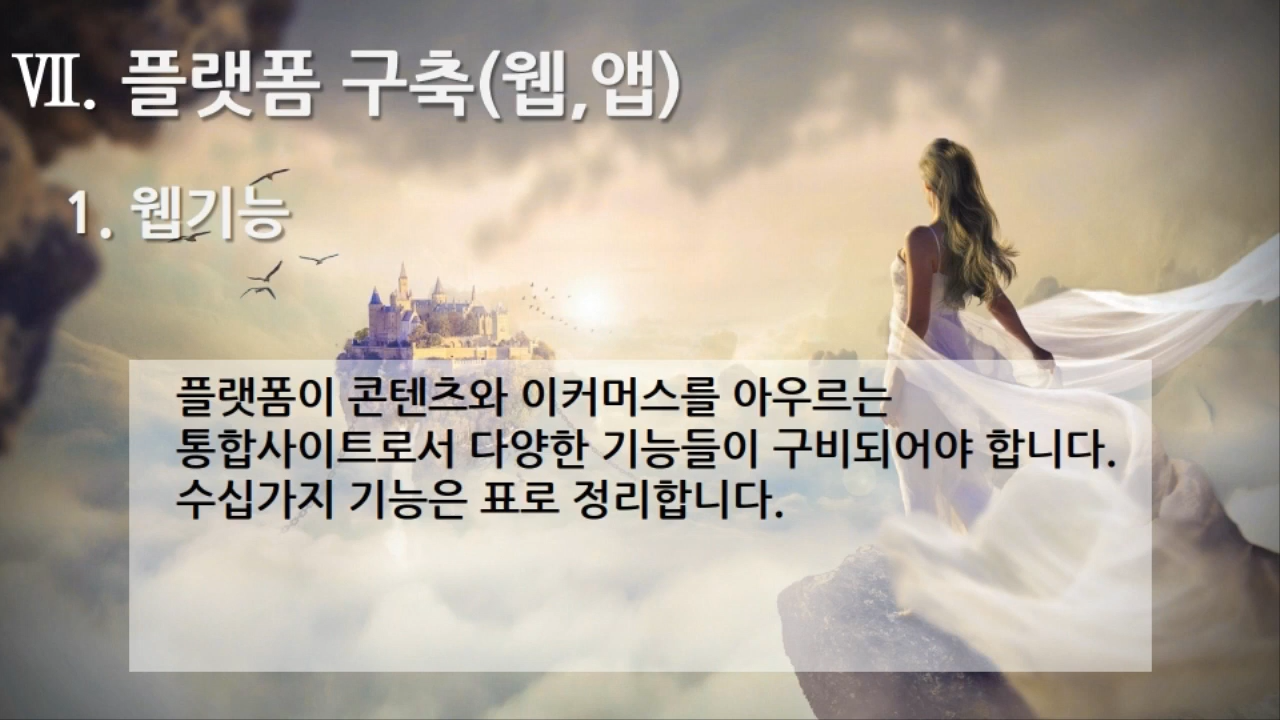 Ⅶ. 플랫폼 구축(웹,앱)
1. 웹기능
플랫폼이 콘텐츠와 이커머스를 아우르는
통합사이트로서 다양한 기능들이 구비되어야 합니다.
수십가지 기능은 표로 정리합니다.